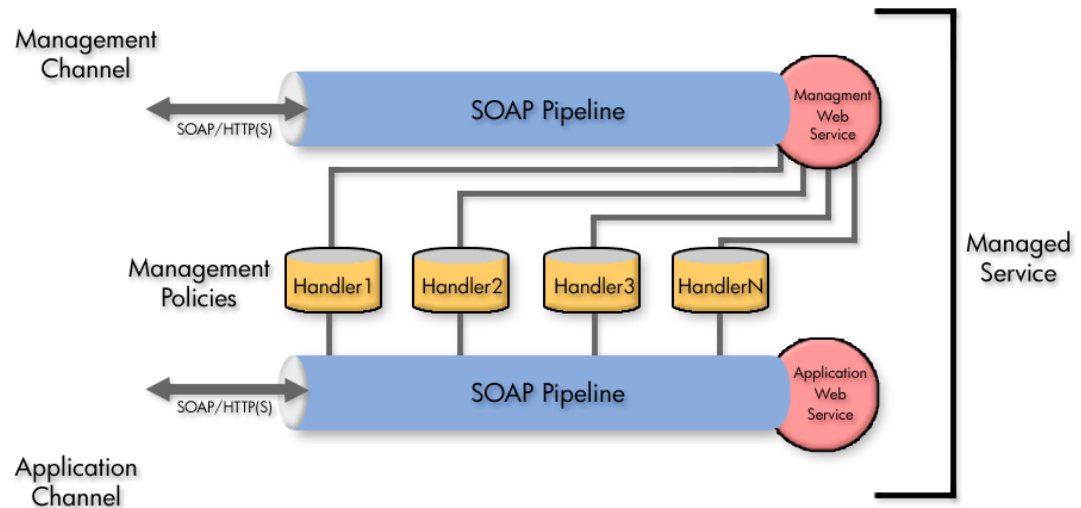 Management
Channel
SOAP/HTTP(S)
SOAP Pipeline
Managment
Web
Service
Management
Policies
Handler1
Handler2
Handler3
HandlerN
Managed
Service
SOAP/HTTP(S)
SOAP Pipeline
Application
Web
Service
Application
Channel